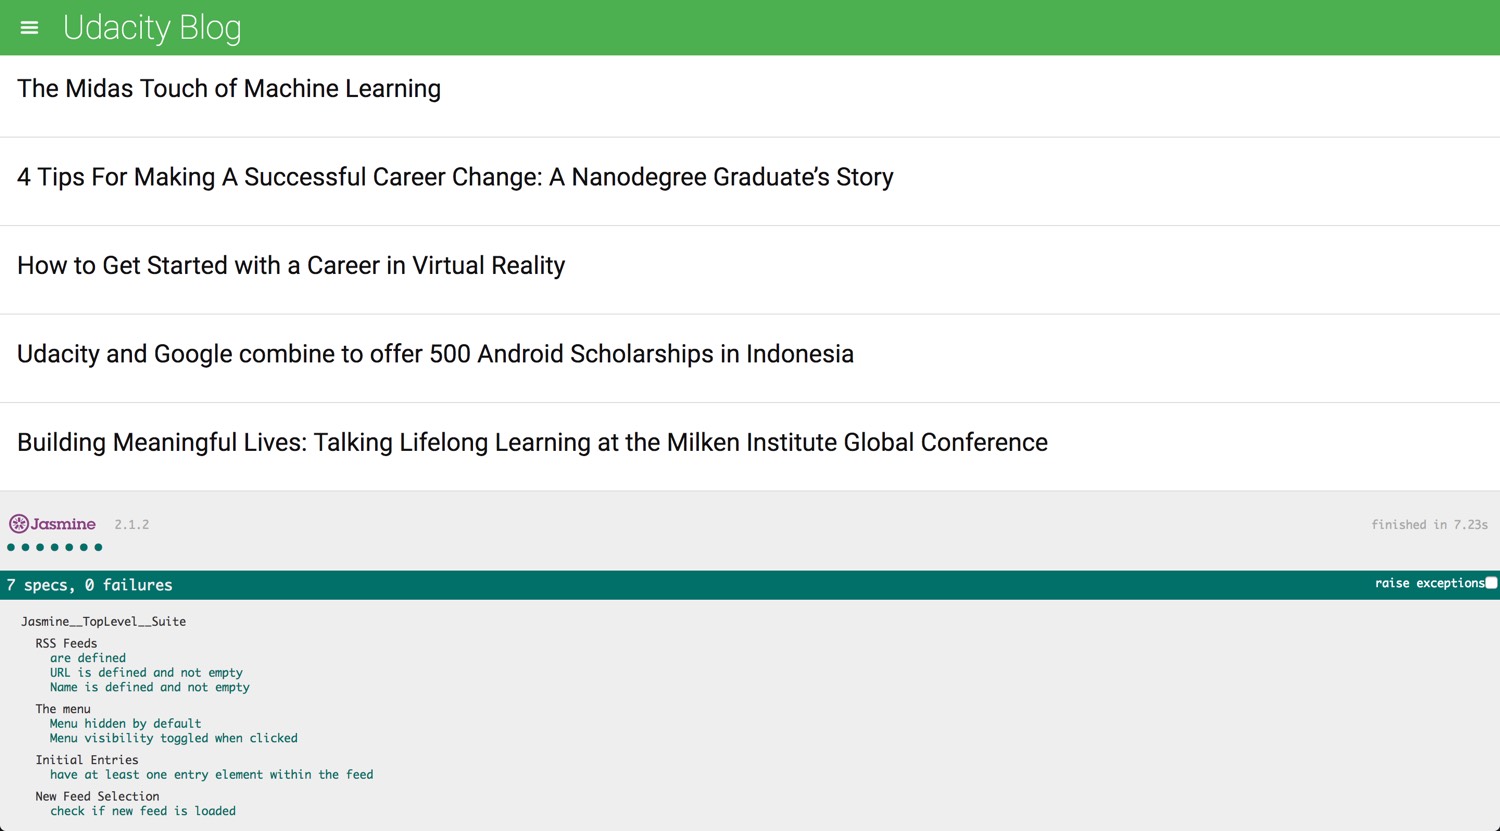 Udacity Blog
The Midas Touch of Machine Learning
4 Tips For Making A Successful Career Change: A Nanodegree Graduate’s Story
How to Get Started with a Career in Virtual Reality
Udacity and Google combine to offer 500 Android Scholarships in Indonesia
Building Meaningful Lives: Talking Lifelong Learning at the Milken Institute Global Conference
Jasmine 2.1.2 finished in 7.23s
7 specs, 0 failures raise exceptions
Jasmine__TopLevel__Suite
RSS Feeds
are defined
URL is defined and not empty
Name is defined and not empty
The menu
Menu hidden by default
Menu visibility toggled when clicked
Initial Entries
have at least one entry element within the feed
New Feed Selection
check if new feed is loaded